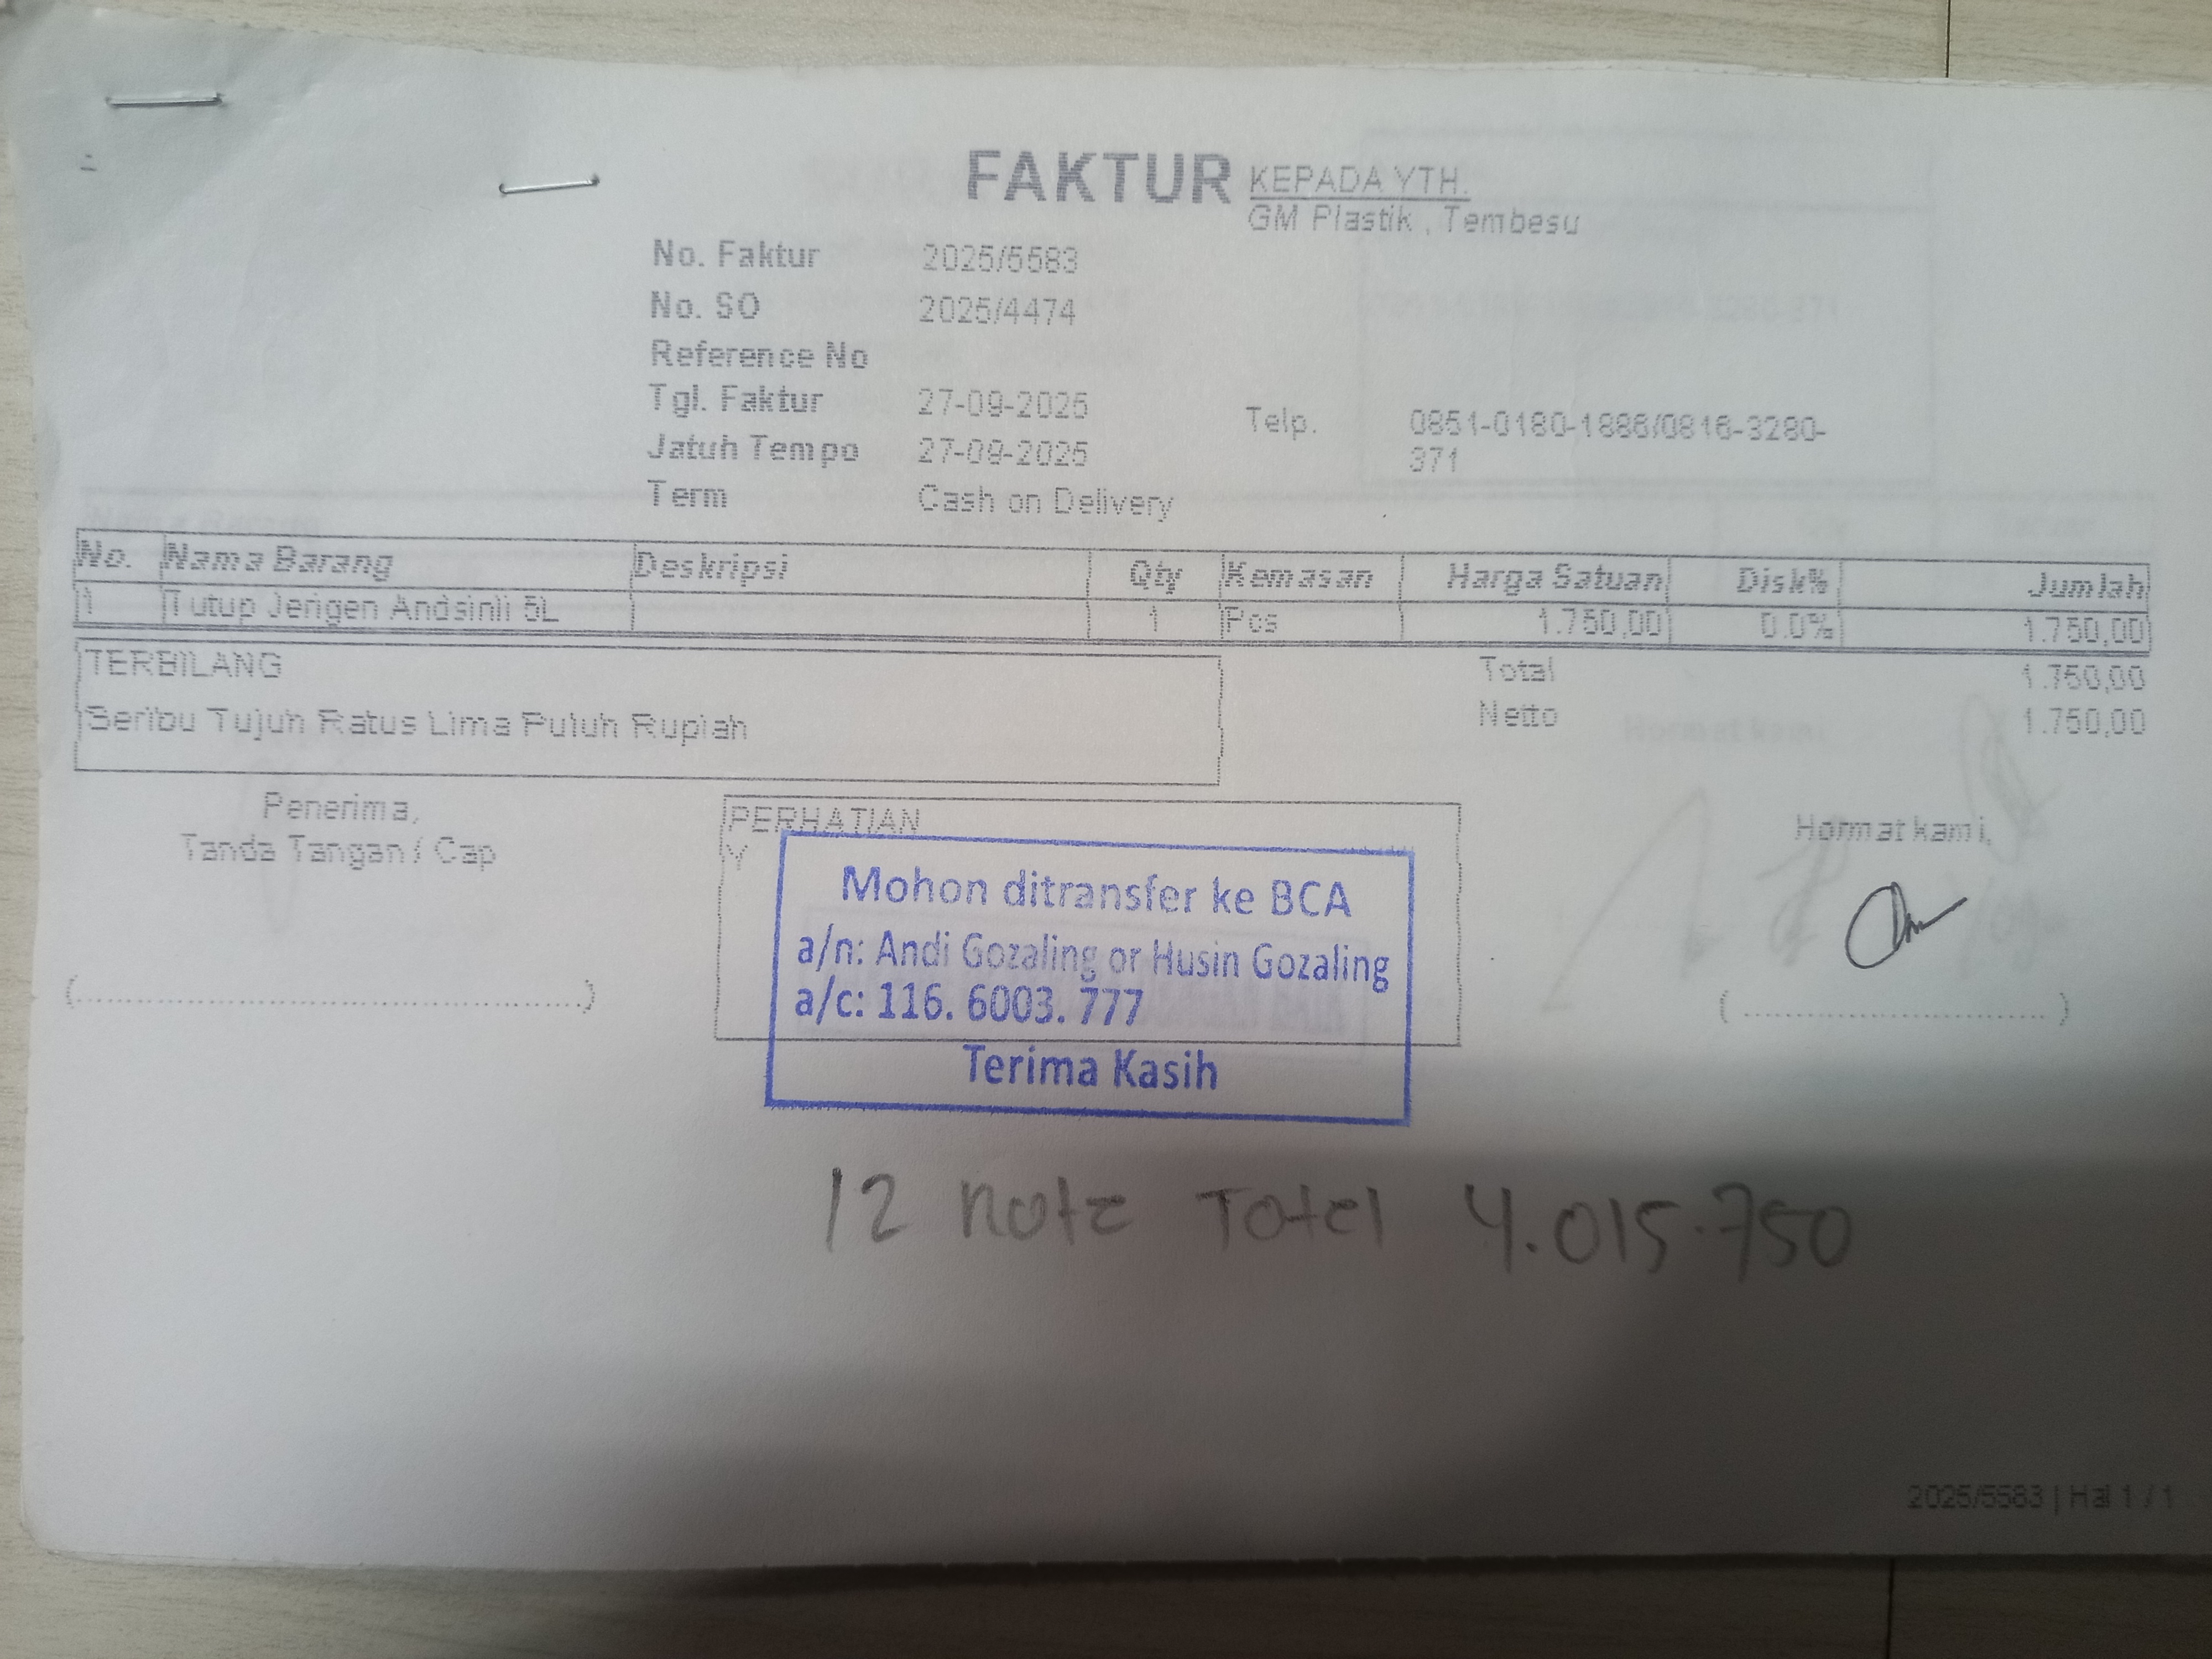 FAKTUR
KEPADA YTH.
GM Plastik , Tembesu
No. Faktur 2025/5583
No. SO 2025/4474
Reference No
Tgl. Faktur 27-09-2025
Jatuh Tempo 27-09-2025
Term Cash on Delivery
Telp. 0851-0180-1886/0816-3280-
371
No. Nama Barang Deskripsi Qty Kemasan Harga Satuan Disk% Jumlah
1 Tutup Jerigen Andsinli 5L 1 Pcs 1.750,00 0.0% 1.750,00
TERBILANG
Seribu Tujuh Ratus Lima Puluh Rupiah
Total 1.750,00
Netto 1.750,00
Penerima,
Tanda Tangan / Cap
(........................................)
PERHATIAN
Y
Mohon ditransfer ke BCA
a/n: Andi Gozaling or Husin Gozaling
a/c: 116. 6003. 777
Terima Kasih
Hormat kami,
(................................)
12 note Total 4.015.750
2025/5583 | Hal 1 / 1